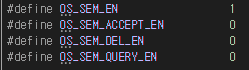 #define OS_SEM_EN 1
#define OS_SEM_ACCEPT_EN 0
#define OS_SEM_DEL_EN 0
#define OS_SEM_QUERY_EN 0